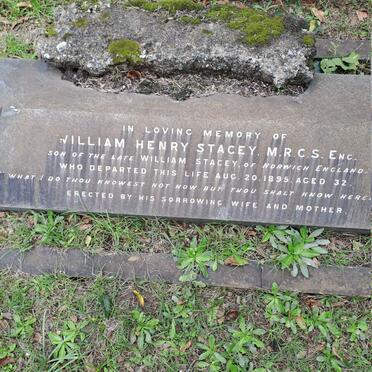 IN LOVING MEMORY OF
WILLIAM HENRY STACEY, M.R.C.S. ENG.
SON OF THE LATE WILLIAM STACEY, OF NORWICH ENGLAND.
WHO DEPARTED THIS LIFE AUG. 20. 1895. AGED 32.
WHAT I DO THOU KNOWEST NOT NOW BUT THOU SHALT KNOW HERE
ERECTED BY HIS SORROWING WIFE AND MOTHER